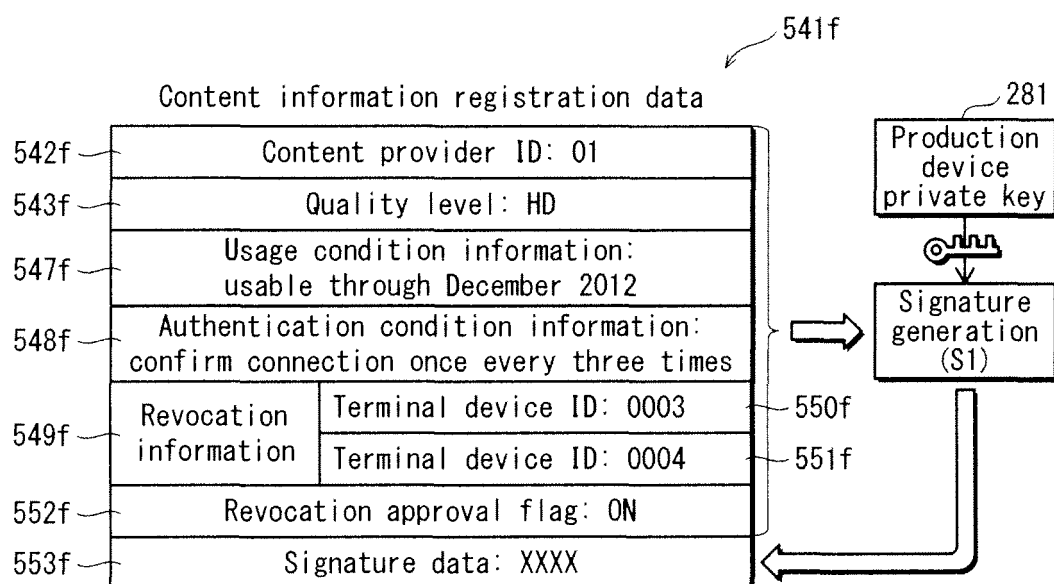 541f
Content information registration data
281
542f
Content provider ID: 01
Production
device
private key
543f
Quality level: HD
547f
Usage condition information:
usable through December 2012
Signature
generation
(S1)
548f
Authentication condition information:
confirm connection once every three times
549f
Revocation
information
Terminal device ID: 0003
550f
Terminal device ID: 0004
551f
552f
Revocation approval flag: ON
553f
Signature data: XXXX